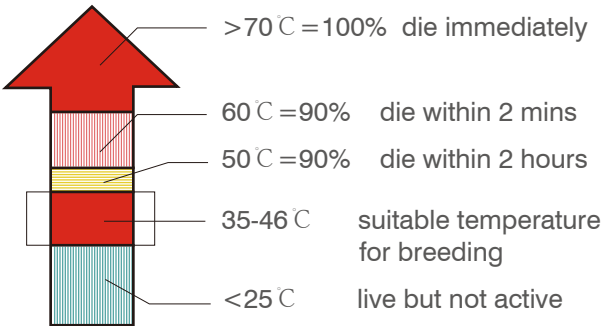 >70℃=100% die immediately
60℃=90% die within 2 mins
50℃=90% die within 2 hours
35-46℃ suitable temperature
for breeding
<25℃ live but not active